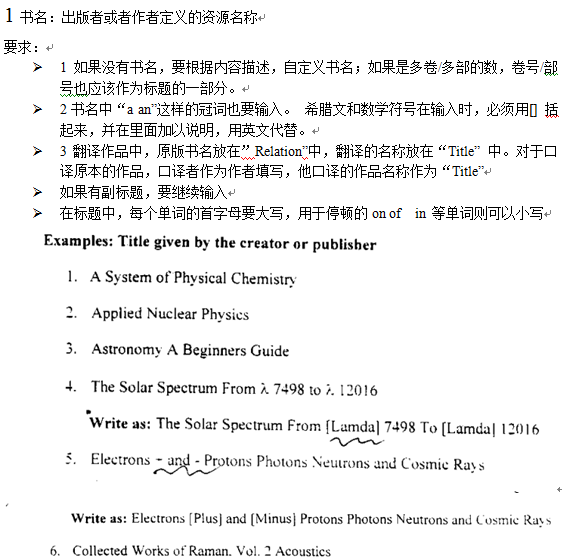 1 书名：出版者或者作者定义的资源名称
要求：
1 如果没有书名，要根据内容描述，自定义书名；如果是多卷/多部的数，卷号/部
号也应该作为标题的一部分。
2 书名中“a an”这样的冠词也要输入。 希腊文和数学符号在输入时，必须用[] 括
起来，并在里面加以说明，用英文代替。
3 翻译作品中，原版书名放在” Relation”中，翻译的名称放在“Title” 中。对于口
译原本的作品，口译者作为作者填写，他口译的作品名称作为“Title”
如果有副标题，要继续输入
在标题中，每个单词的首字母要大写，用于停顿的 on of in 等单词则可以小写
Examples: Title given by the creator or publisher
1. A System of Physical Chemistry
2. Applied Nuclear Physics
3. Astronomy A Beginners Guide
4. The Solar Spectrum From λ 7498 to λ. 12016
Write as: The Solar Spectrum From [Lamda] 7498 To [Lamda] 12016
5. Electrons - and - Protons Photons Neutrons and Cosmic Rays
Write as: Electrons [Plus] and [Minus] Protons Photons Neutrons and Cosmic Rays
6. Collected Works of Raman. Vol. 2 Acoustics